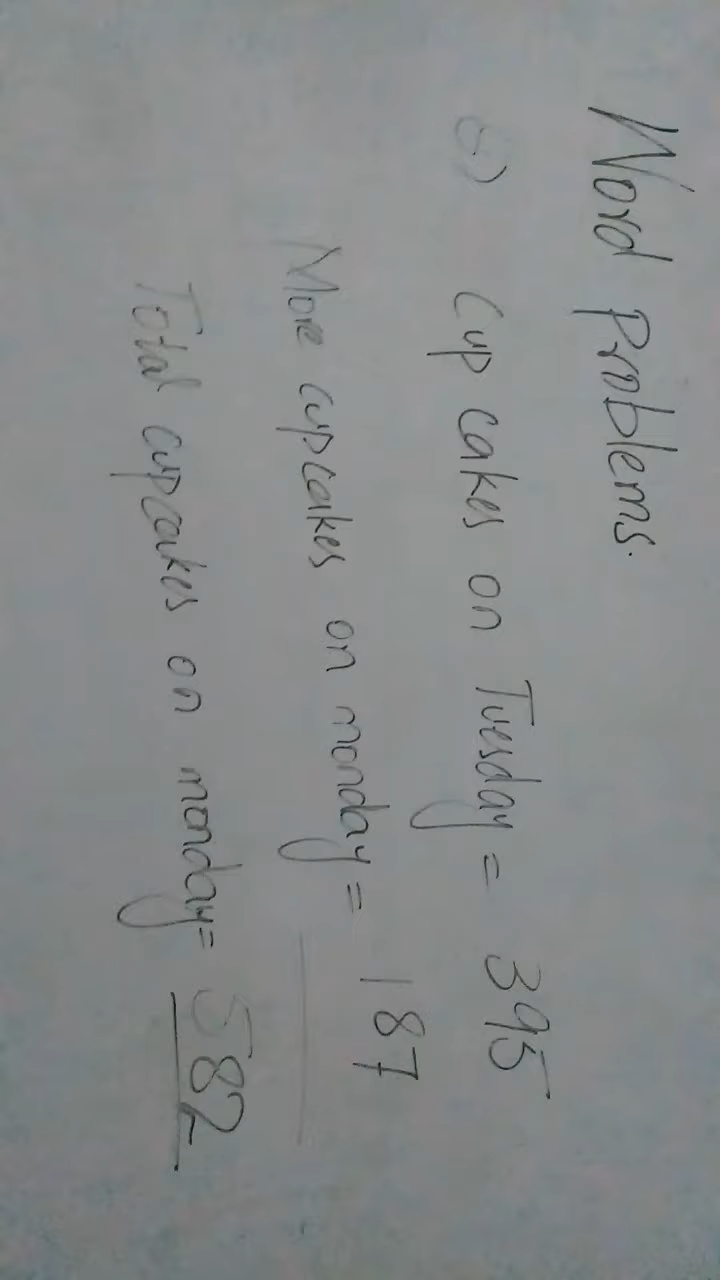 Word Problems.
Cup cakes on Tuesday = 395
More cupcakes on monday = 187
Total cupcakes on monday = 582